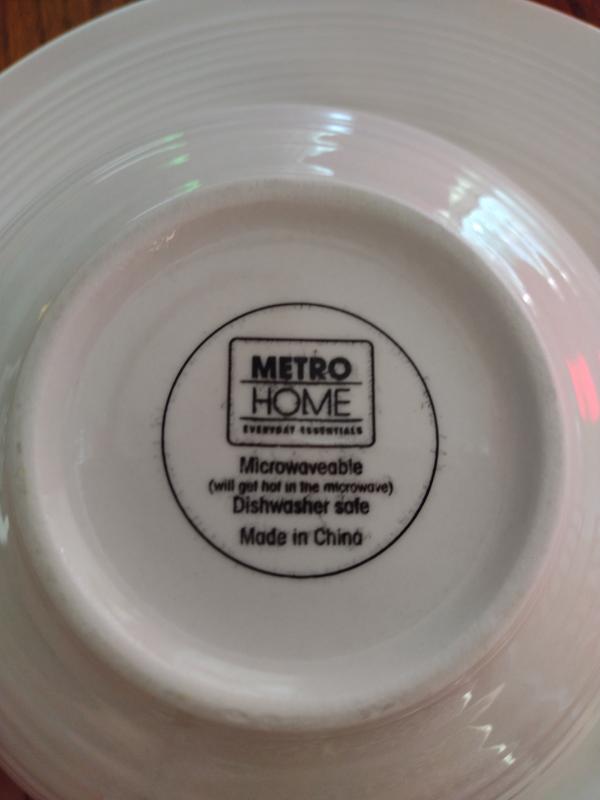 METRO
HOME
EVERYDAY ESSENTIALS
Microwaveable
(will get hot in the microwave)
Dishwasher safe
Made in China